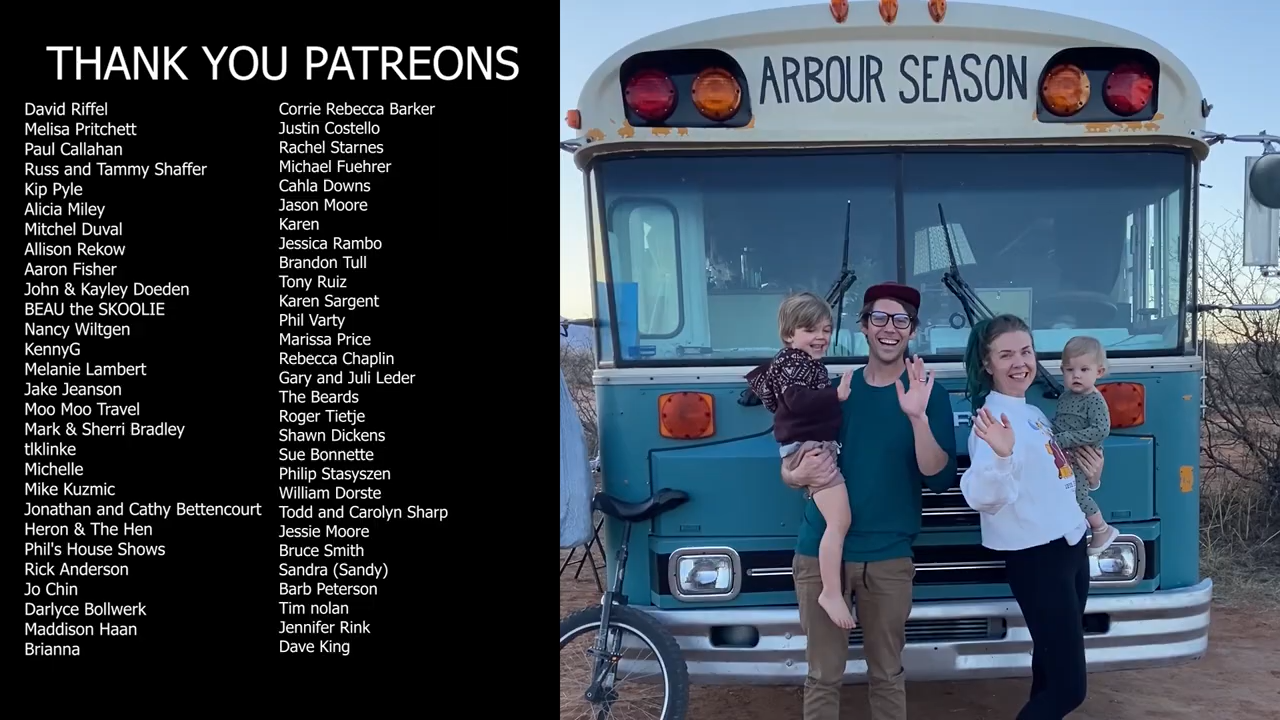 THANK YOU PATREONS
David Riffel
Melisa Pritchett
Paul Callahan
Russ and Tammy Shaffer
Kip Pyle
Alicia Miley
Mitchel Duval
Allison Rekow
Aaron Fisher
John & Kayley Doeden
BEAU the SKOOLIE
Nancy Wiltgen
KennyG
Melanie Lambert
Jake Jeanson
Moo Moo Travel
Mark & Sherri Bradley
tlklinke
Michelle
Mike Kuzmic
Jonathan and Cathy Bettencourt
Heron & The Hen
Phil's House Shows
Rick Anderson
Jo Chin
Darlyce Bollwerk
Maddison Haan
Brianna
Corrie Rebecca Barker
Justin Costello
Rachel Starnes
Michael Fuehrer
Cahla Downs
Jason Moore
Karen
Jessica Rambo
Brandon Tull
Tony Ruiz
Karen Sargent
Phil Varty
Marissa Price
Rebecca Chaplin
Gary and Juli Leder
The Beards
Roger Tietje
Shawn Dickens
Sue Bonnette
Philip Stasyszen
William Dorste
Todd and Carolyn Sharp
Jessie Moore
Bruce Smith
Sandra (Sandy)
Barb Peterson
Tim nolan
Jennifer Rink
Dave King
ARBOUR SEASON